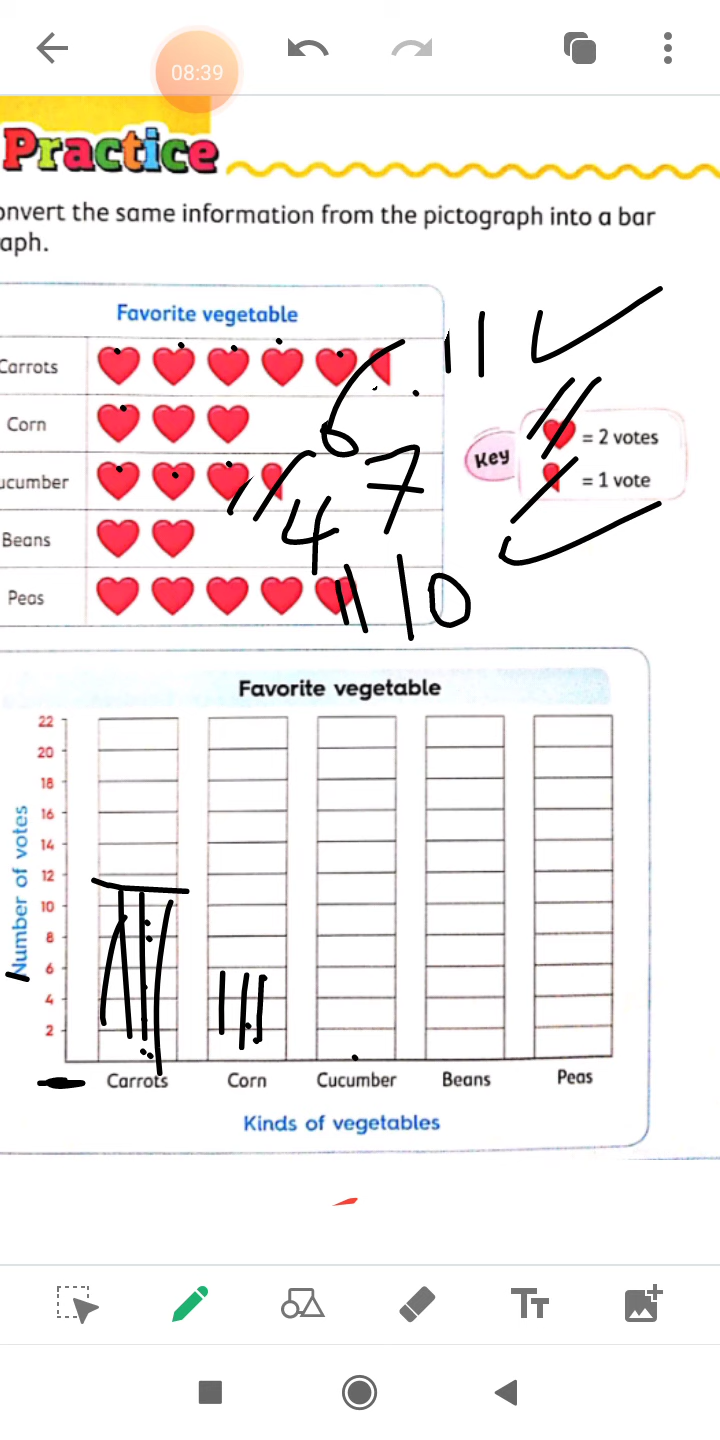 08:39
Practice
onvert the same information from the pictograph into a bar
aph.
Favorite vegetable
Carrots 11
Corn 6
ucumber 7
Beans 4
Peas 10
Key
= 2 votes
= 1 vote
Favorite vegetable
Number of votes
22
20
18
16
14
12
10
8
6
4
2
Carrots Corn Cucumber Beans Peas
Kinds of vegetables
Tт